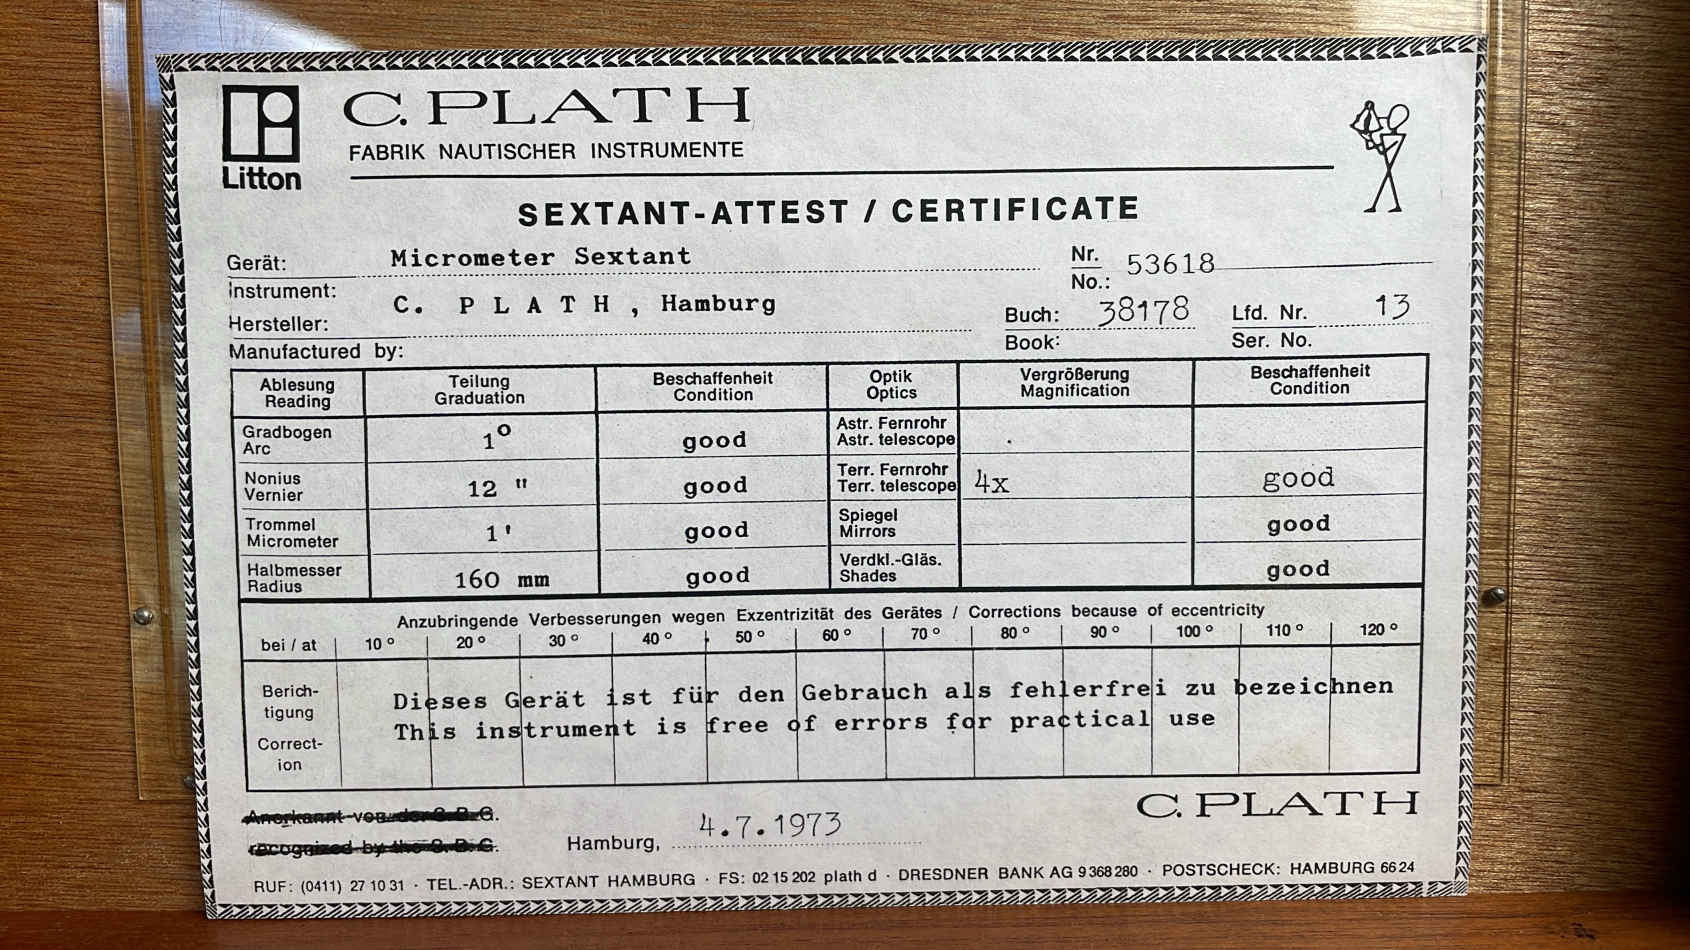 Litton
C. PLATH
FABRIK NAUTISCHER INSTRUMENTE
SEXTANT-ATTEST / CERTIFICATE
Gerät:
Instrument:
Micrometer Sextant
Nr.
No.:
53618
Hersteller:
Manufactured by:
C. P L A T H , Hamburg
Buch:
Book:
38178
Lfd. Nr.
Ser. No.
13
Ablesung Teilung Beschaffenheit Optik Vergrößerung Beschaffenheit
Reading Graduation Condition Optics Magnification Condition
Gradbogen
Arc
1°
good
Astr. Fernrohr
Astr. telescope
Nonius
Vernier
12 "
good
Terr. Fernrohr
Terr. telescope
4x
good
Trommel
Micrometer
1'
good
Spiegel
Mirrors
good
Halbmesser
Radius
160 mm
good
Verdkl.-Gläs.
Shades
good
Anzubringende Verbesserungen wegen Exzentrizität des Gerätes / Corrections because of eccentricity
bei / at 10° 20° 30° 40° 50° 60° 70° 80° 90° 100° 110° 120°
Berich-
tigung
Correct-
ion
Dieses Gerät ist für den Gebrauch als fehlerfrei zu bezeichnen
This instrument is free of errors for practical use
Anerkannt von der S. B. G.
recognized by the S. B. G.
Hamburg, 4.7.1973
C. PLATH
RUF: (0411) 27 10 31 · TEL.-ADR.: SEXTANT HAMBURG · FS: 02 15 202 plath d · DRESDNER BANK AG 9 368 280 · POSTSCHECK: HAMBURG 66 24